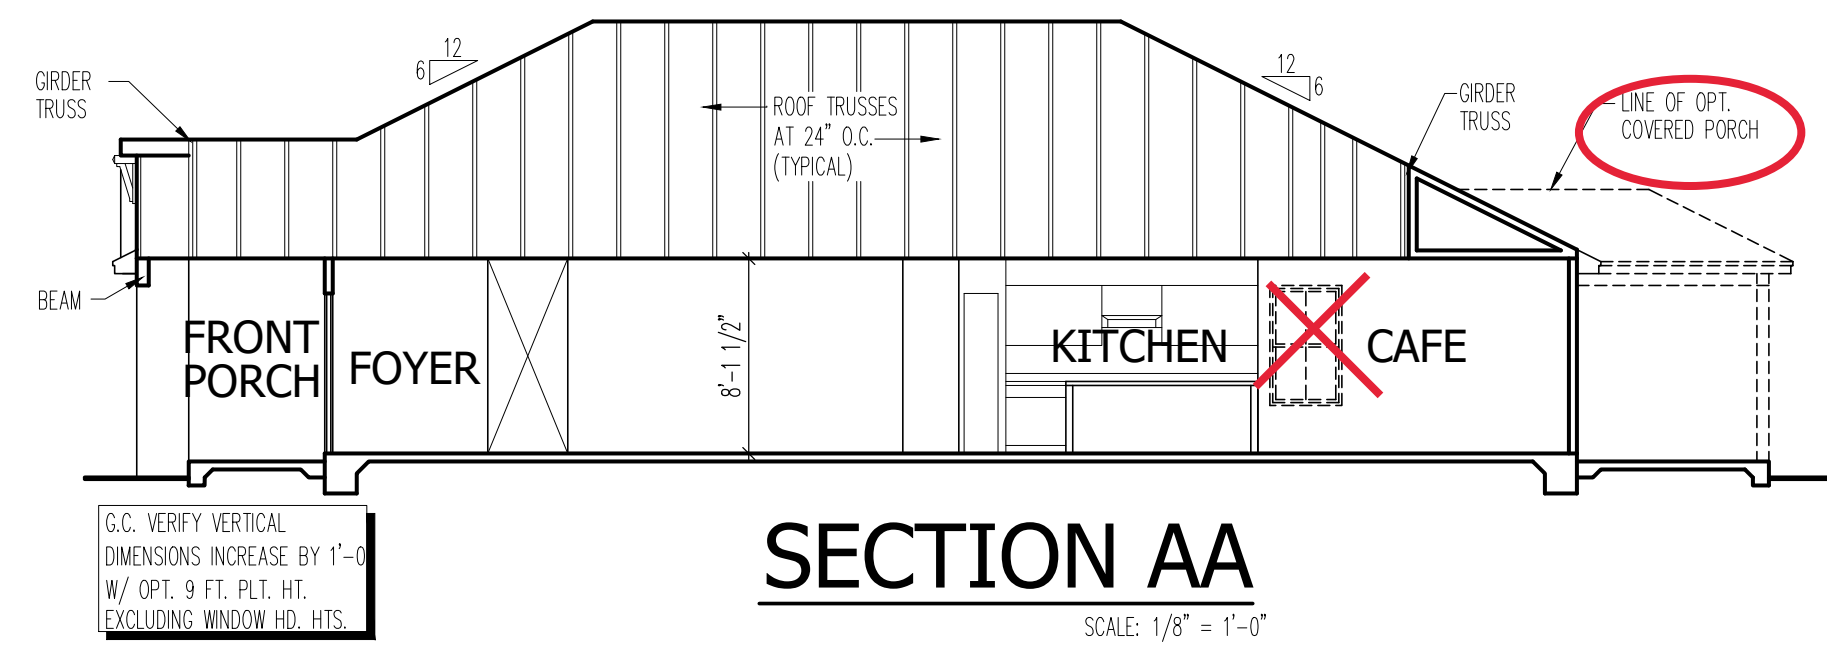 12
6
GIRDER
TRUSS
ROOF TRUSSES
AT 24" O.C.
(TYPICAL)
12
6
GIRDER
TRUSS
LINE OF OPT.
COVERED PORCH
BEAM
FRONT
PORCH
FOYER
8'-1 1/2"
KITCHEN
CAFE
G.C. VERIFY VERTICAL
DIMENSIONS INCREASE BY 1'-0
W/ OPT. 9 FT. PLT. HT.
EXCLUDING WINDOW HD. HTS.
SECTION AA
SCALE: 1/8" = 1'-0"